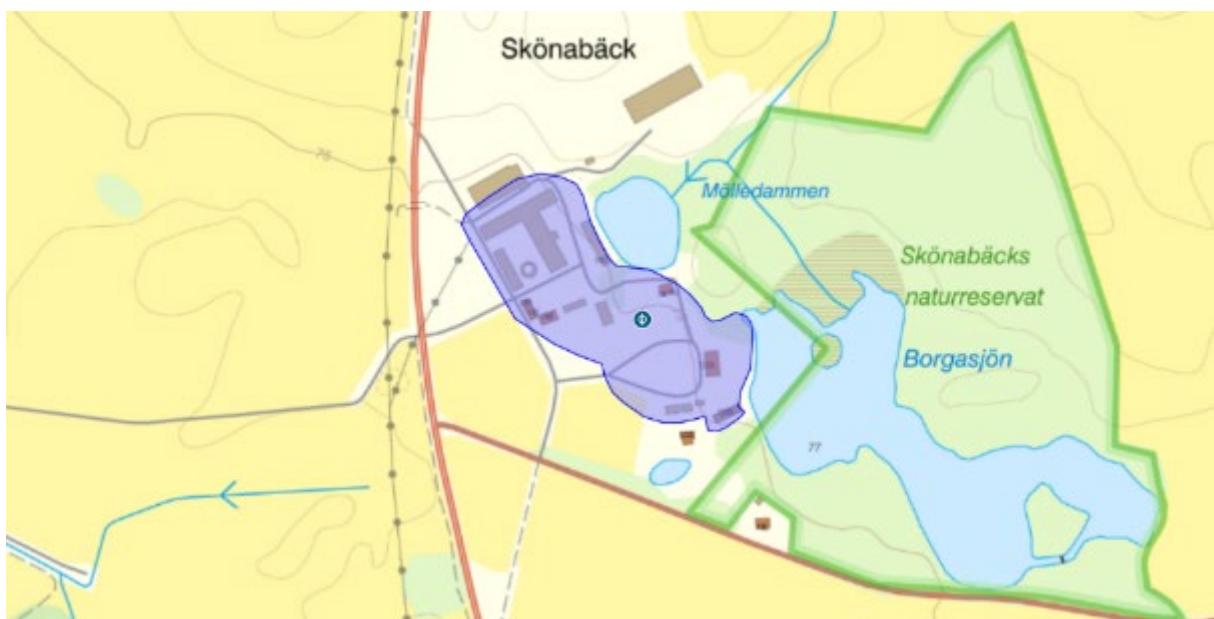 Skönabäck
75
Mölledammen
Skönabäcks
naturreservat
Borgasjön
77